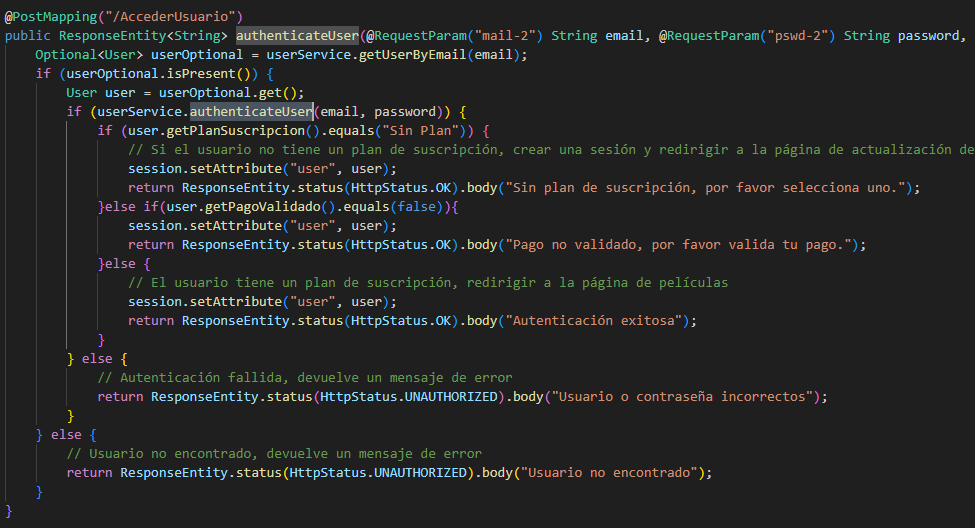 @PostMapping("/AccederUsuario")
public ResponseEntity<String> authenticateUser(@RequestParam("mail-2") String email, @RequestParam("pswd-2") String password,
Optional<User> userOptional = userService.getUserByEmail(email);
if (userOptional.isPresent()) {
User user = userOptional.get();
if (userService.authenticateUser(email, password)) {
if (user.getPlanSuscripcion().equals("Sin Plan")) {
// Si el usuario no tiene un plan de suscripción, crear una sesión y redirigir a la página de actualización de
session.setAttribute("user", user);
return ResponseEntity.status(HttpStatus.OK).body("Sin plan de suscripción, por favor selecciona uno.");
}else if(user.getPagoValidado().equals(false)){
session.setAttribute("user", user);
return ResponseEntity.status(HttpStatus.OK).body("Pago no validado, por favor valida tu pago.");
}else {
// El usuario tiene un plan de suscripción, redirigir a la página de películas
session.setAttribute("user", user);
return ResponseEntity.status(HttpStatus.OK).body("Autenticación exitosa");
}
} else {
// Autenticación fallida, devuelve un mensaje de error
return ResponseEntity.status(HttpStatus.UNAUTHORIZED).body("Usuario o contraseña incorrectos");
}
} else {
// Usuario no encontrado, devuelve un mensaje de error
return ResponseEntity.status(HttpStatus.UNAUTHORIZED).body("Usuario no encontrado");
}
}